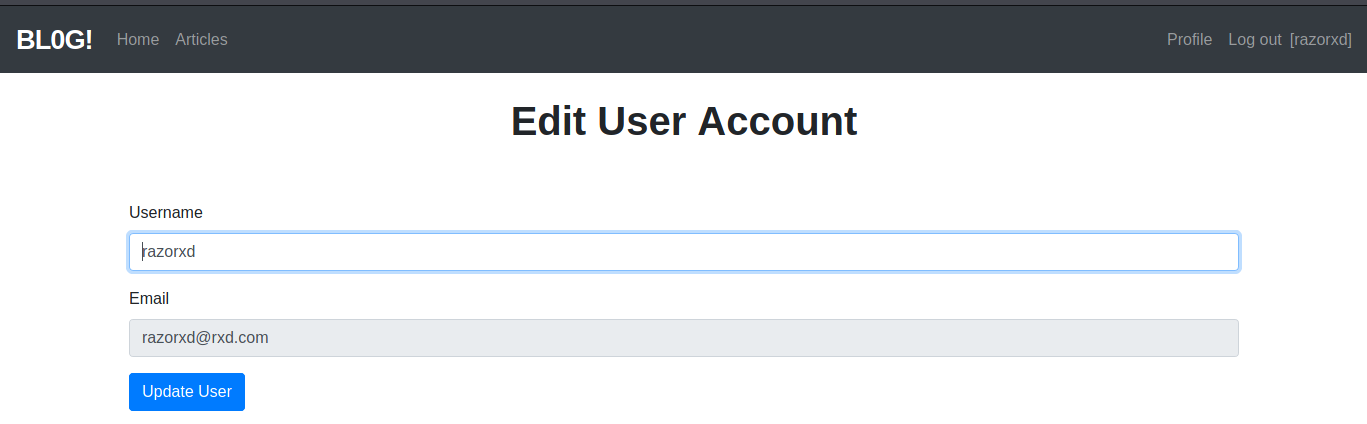 BL0G! Home Articles Profile Log out [razorxd]
Edit User Account
Username
razorxd
Email
razorxd@rxd.com
Update User